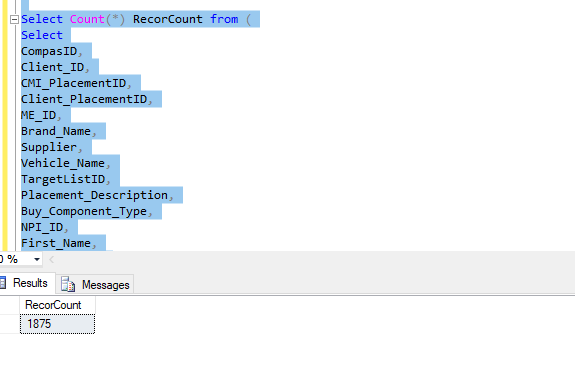 Select Count(*) RecorCount from (
Select
CompasID,
Client_ID,
CMI_PlacementID,
Client_PlacementID,
ME_ID,
Brand_Name,
Supplier,
Vehicle_Name,
TargetListID,
Placement_Description,
Buy_Component_Type,
NPI_ID,
First_Name,
0 %
Results Messages
RecorCount
1875